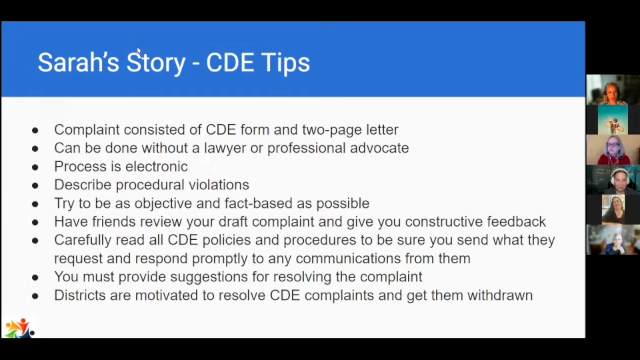 Sarah's Story - CDE Tips
● Complaint consisted of CDE form and two-page letter
● Can be done without a lawyer or professional advocate
● Process is electronic
● Describe procedural violations
● Try to be as objective and fact-based as possible
● Have friends review your draft complaint and give you constructive feedback
● Carefully read all CDE policies and procedures to be sure you send what they
request and respond promptly to any communications from them
● You must provide suggestions for resolving the complaint
● Districts are motivated to resolve CDE complaints and get them withdrawn